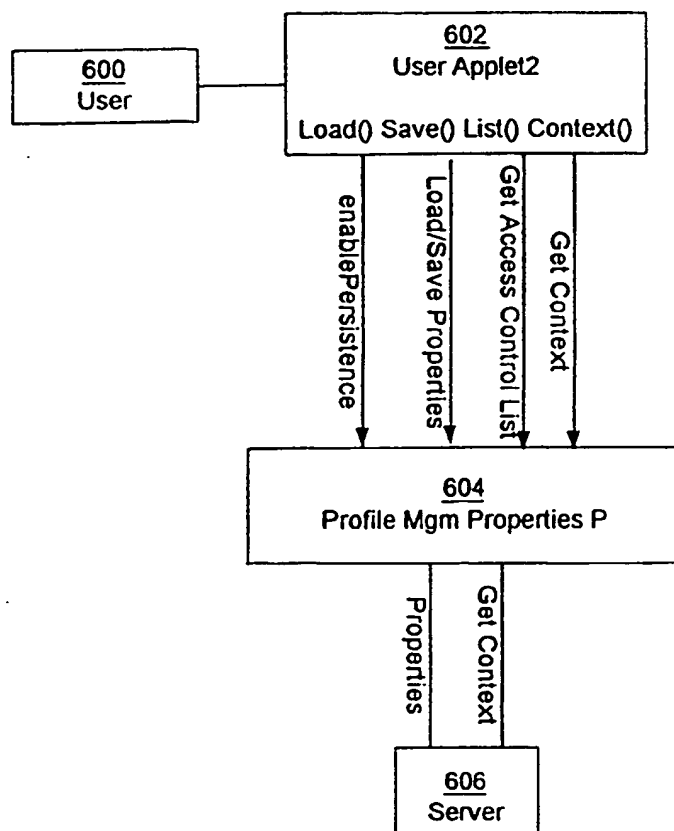 602
User Applet2
Load() Save() List() Context()
600
User
enablePersistence
Load/Save Properties
Get Access Control List
Get Context
604
Profile Mgm Properties P
Properties
Get Context
606
Server